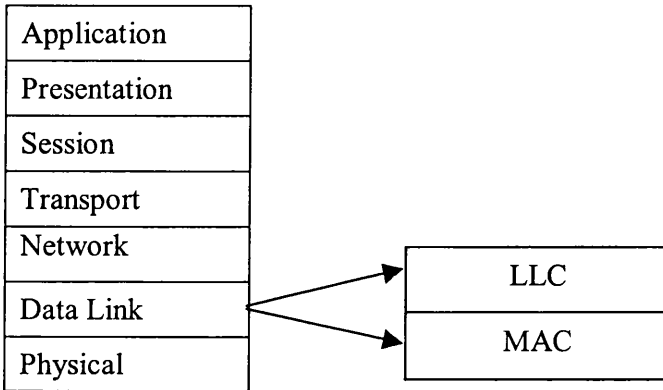 Application
Presentation
Session
Transport
Network
Data Link
Physical
LLC
MAC